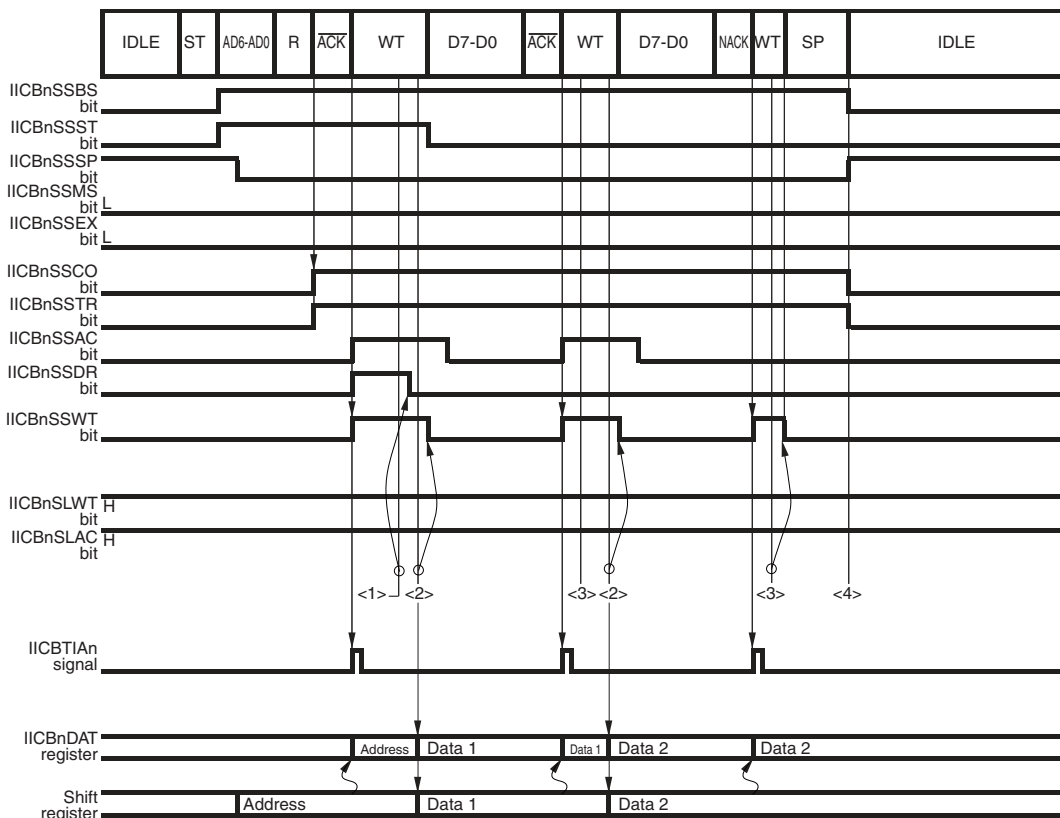 IDLE ST AD6-AD0 R ACK WT D7-D0 ACK WT D7-D0 NACK WT SP IDLE
IICBnSSBS
bit
IICBnSSST
bit
IICBnSSSP
bit
IICBnSSMS
bit L
IICBnSSEX
bit L
IICBnSSCO
bit
IICBnSSTR
bit
IICBnSSAC
bit
IICBnSSDR
bit
IICBnSSWT
bit
IICBnSLWT H
bit
IICBnSLAC H
bit
<1> <2> <3> <2> <3> <4>
IICBTIAn
signal
IICBnDAT
register
Address Data 1 Data 1 Data 2 Data 2
Shift
register
Address Data 1 Data 2